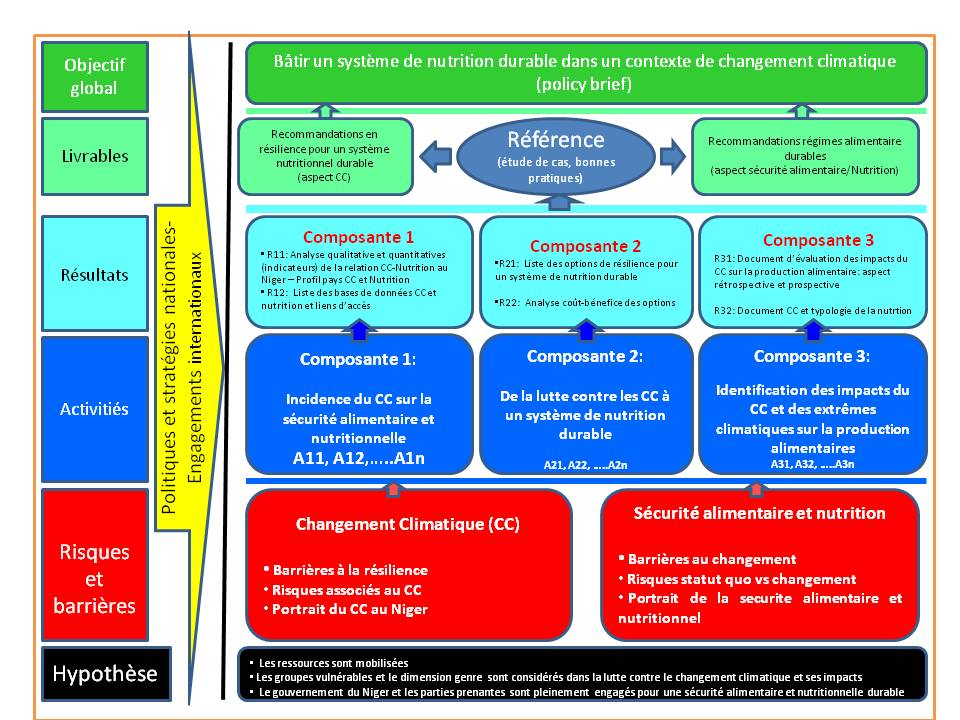 Objectif
global
Bâtir un système de nutrition durable dans un contexte de changement climatique
(policy brief)
Livrables
Recommandations en
résilience pour un système
nutritionnel durable
(aspect CC)
Référence
(étude de cas, bonnes
pratiques)
Recommandations régimes alimentaire
durables
(aspect sécurité alimentaire/Nutrition)
Politiques et stratégies nationales-
Engagements internationaux
Résultats
Composante 1
• R11: Analyse qualitative et quantitatives
(indicateurs) de la relation CC-Nutrition au
Niger – Profil pays CC et Nutrition
• R12: Liste des bases de données CC et
nutrition et liens d'accès
Composante 2
•R21: Liste des options de résilience pour
un système de nutrition durable
•R22: Analyse coût-bénefice des options
Composante 3
R31: Document d'évaluation des impacts du
CC sur la production alimentaire: aspect
rétrospective et prospective
R32: Document CC et typologie de la nutrtion
Activitiés
Composante 1:
Incidence du CC sur la
sécurité alimentaire et
nutritionnelle
A11, A12,.....A1n
Composante 2:
De la lutte contre les CC à
un système de nutrition
durable
A21, A22, .....A2n
Composante 3:
Identification des impacts du
CC et des extrêmes
climatiques sur la production
alimentaires
A31, A32, .....A3n
Risques
et
barrières
Changement Climatique (CC)
• Barrières à la résilience
• Risques associés au CC
• Portrait du CC au Niger
Sécurité alimentaire et nutrition
• Barrières au changement
• Risques statut quo vs changement
• Portrait de la securite alimentaire et
nutritionnel
Hypothèse
• Les ressources sont mobilisées
• Les groupes vulnérables et le dimension genre sont considérés dans la lutte contre le changement climatique et ses impacts
• Le gouvernement du Niger et les parties prenantes sont pleinement engagés pour une sécurité alimentaire et nutritionnelle durable